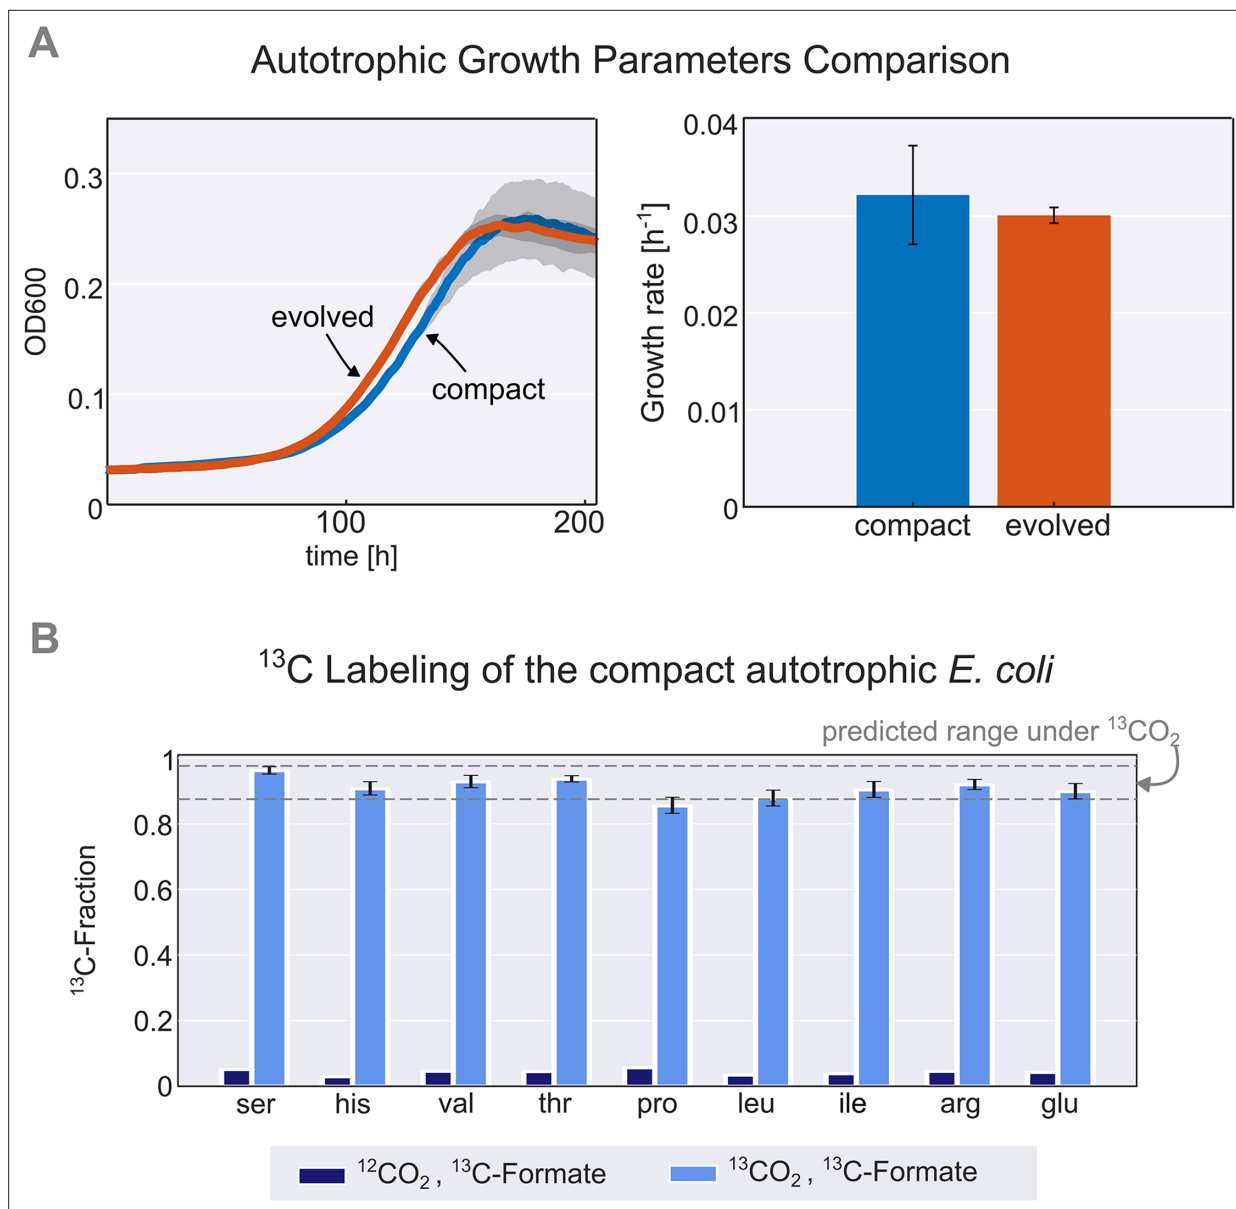 A
Autotrophic Growth Parameters Comparison
OD600
0.3
0.2
0.1
0
100
200
time [h]
evolved
compact
Growth rate [h⁻¹]
0.04
0.03
0.02
0.01
0
compact
evolved
B
¹³C Labeling of the compact autotrophic E. coli
predicted range under ¹³CO₂
¹³C-Fraction
1
0.8
0.6
0.4
0.2
0
ser his val thr pro leu ile arg glu
¹²CO₂, ¹³C-Formate
¹³CO₂, ¹³C-Formate